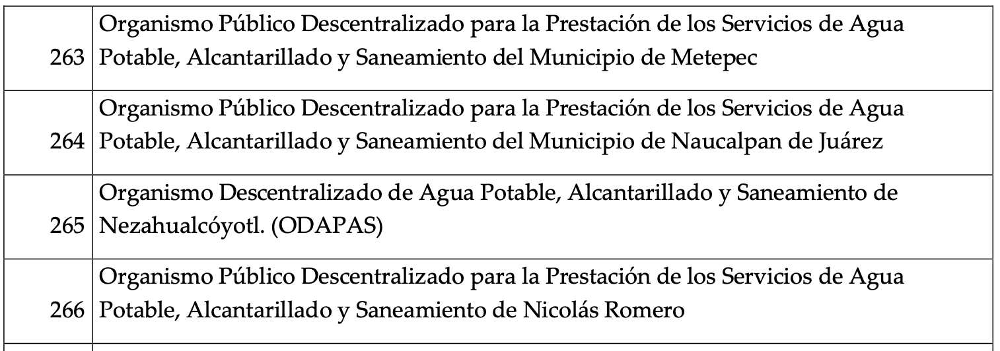 Organismo Público Descentralizado para la Prestación de los Servicios de Agua
263 Potable, Alcantarillado y Saneamiento del Municipio de Metepec
Organismo Público Descentralizado para la Prestación de los Servicios de Agua
264 Potable, Alcantarillado y Saneamiento del Municipio de Naucalpan de Juárez
Organismo Descentralizado de Agua Potable, Alcantarillado y Saneamiento de
265 Nezahualcóyotl. (ODAPAS)
Organismo Público Descentralizado para la Prestación de los Servicios de Agua
266 Potable, Alcantarillado y Saneamiento de Nicolás Romero